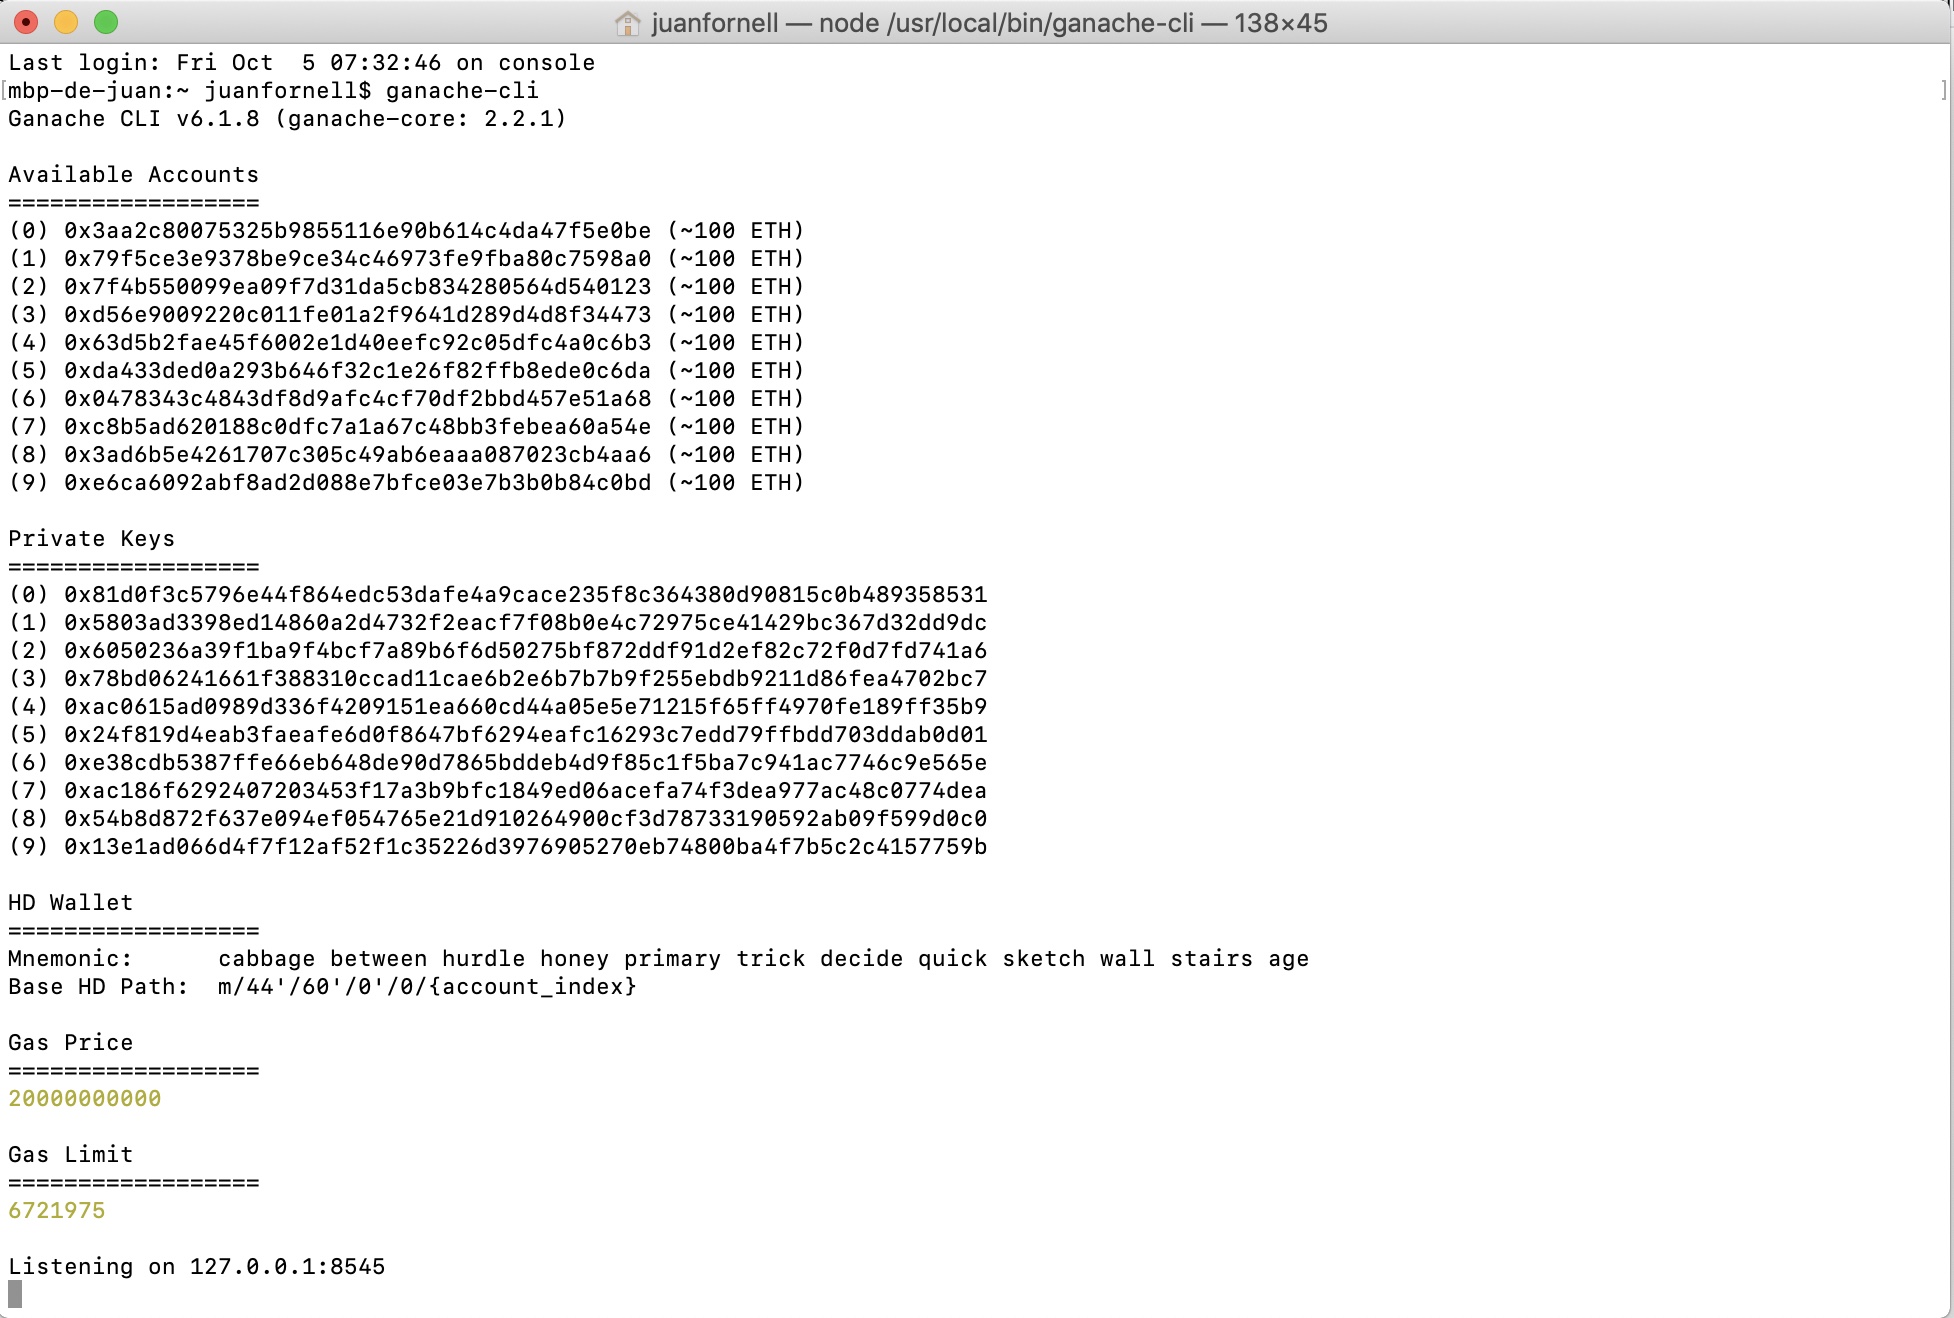 juanfornell — node /usr/local/bin/ganache-cli — 138×45
Last login: Fri Oct  5 07:32:46 on console
[mbp-de-juan:~ juanfornell$ ganache-cli ]
Ganache CLI v6.1.8 (ganache-core: 2.2.1)

Available Accounts
==================
(0) 0x3aa2c80075325b9855116e90b614c4da47f5e0be (~100 ETH)
(1) 0x79f5ce3e9378be9ce34c46973fe9fba80c7598a0 (~100 ETH)
(2) 0x7f4b550099ea09f7d31da5cb834280564d540123 (~100 ETH)
(3) 0xd56e9009220c011fe01a2f9641d289d4d8f34473 (~100 ETH)
(4) 0x63d5b2fae45f6002e1d40eefc92c05dfc4a0c6b3 (~100 ETH)
(5) 0xda433ded0a293b646f32c1e26f82ffb8ede0c6da (~100 ETH)
(6) 0x0478343c4843df8d9afc4cf70df2bbd457e51a68 (~100 ETH)
(7) 0xc8b5ad620188c0dfc7a1a67c48bb3febea60a54e (~100 ETH)
(8) 0x3ad6b5e4261707c305c49ab6eaaa087023cb4aa6 (~100 ETH)
(9) 0xe6ca6092abf8ad2d088e7bfce03e7b3b0b84c0bd (~100 ETH)

Private Keys
==================
(0) 0x81d0f3c5796e44f864edc53dafe4a9cace235f8c364380d90815c0b489358531
(1) 0x5803ad3398ed14860a2d4732f2eacf7f08b0e4c72975ce41429bc367d32dd9dc
(2) 0x6050236a39f1ba9f4bcf7a89b6f6d50275bf872ddf91d2ef82c72f0d7fd741a6
(3) 0x78bd06241661f388310ccad11cae6b2e6b7b7b9f255ebdb9211d86fea4702bc7
(4) 0xac0615ad0989d336f4209151ea660cd44a05e5e71215f65ff4970fe189ff35b9
(5) 0x24f819d4eab3faeafe6d0f8647bf6294eafc16293c7edd79ffbdd703ddab0d01
(6) 0xe38cdb5387ffe66eb648de90d7865bddeb4d9f85c1f5ba7c941ac7746c9e565e
(7) 0xac186f6292407203453f17a3b9bfc1849ed06acefa74f3dea977ac48c0774dea
(8) 0x54b8d872f637e094ef054765e21d910264900cf3d78733190592ab09f599d0c0
(9) 0x13e1ad066d4f7f12af52f1c35226d3976905270eb74800ba4f7b5c2c4157759b

HD Wallet
==================
Mnemonic:      cabbage between hurdle honey primary trick decide quick sketch wall stairs age
Base HD Path:  m/44'/60'/0'/0/{account_index}

Gas Price
==================
20000000000

Gas Limit
==================
6721975

Listening on 127.0.0.1:8545